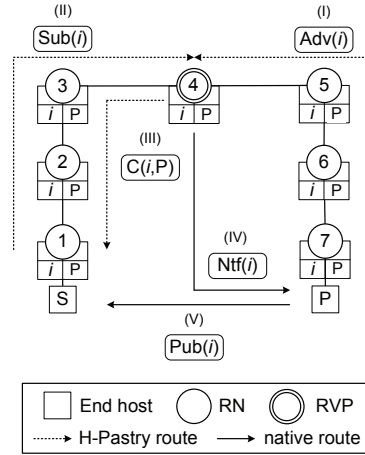 (II) (I)
Sub(i) Adv(i)
3 4 5
i P i P i P
(III)
2 C(i,P) 6
i P i P
(IV)
1 Ntf(i) 7
i P i P
S (V) P
Pub(i)
End host RN RVP
H-Pastry route native route